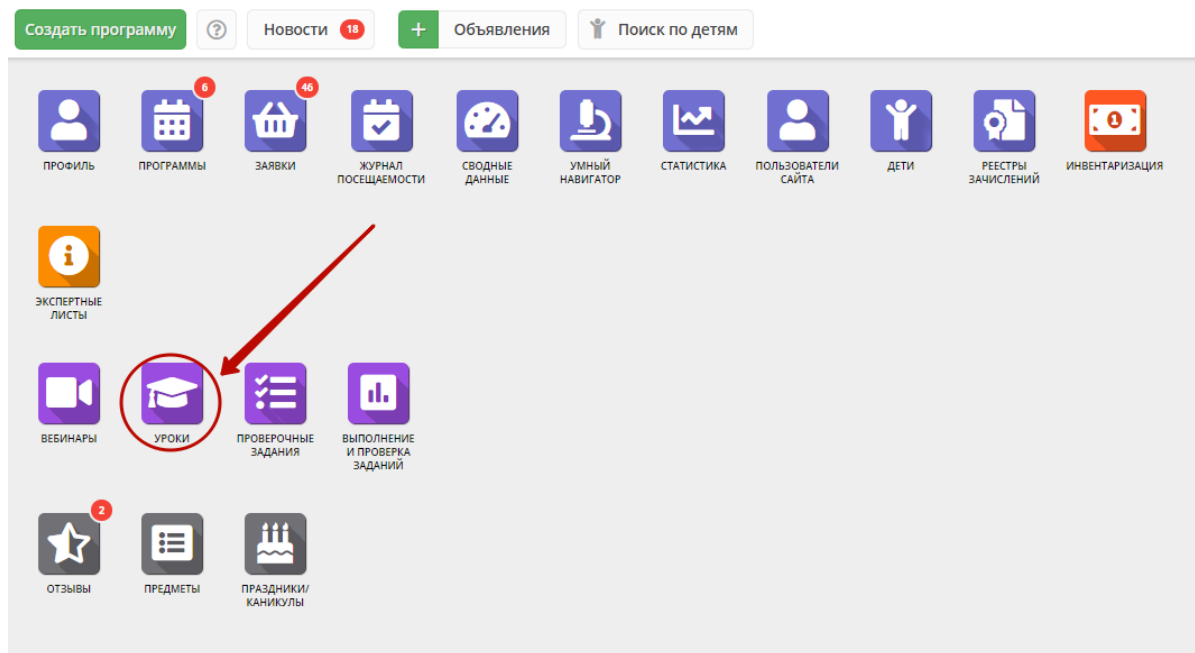 Создать программу
?
Новости 18
+ Объявления
Поиск по детям
6
46
ПРОФИЛЬ
ПРОГРАММЫ
ЗАЯВКИ
ЖУРНАЛ
ПОСЕЩАЕМОСТИ
СВОДНЫЕ
ДАННЫЕ
УМНЫЙ
НАВИГАТОР
СТАТИСТИКА
ПОЛЬЗОВАТЕЛИ
САЙТА
ДЕТИ
РЕЕСТРЫ
ЗАЧИСЛЕНИЙ
1
ИНВЕНТАРИЗАЦИЯ
i
ЭКСПЕРТНЫЕ
ЛИСТЫ
ВЕБИНАРЫ
УРОКИ
ПРОВЕРОЧНЫЕ
ЗАДАНИЯ
ВЫПОЛНЕНИЕ
И ПРОВЕРКА
ЗАДАНИЙ
2
ОТЗЫВЫ
ПРЕДМЕТЫ
ПРАЗДНИКИ/
КАНИКУЛЫ